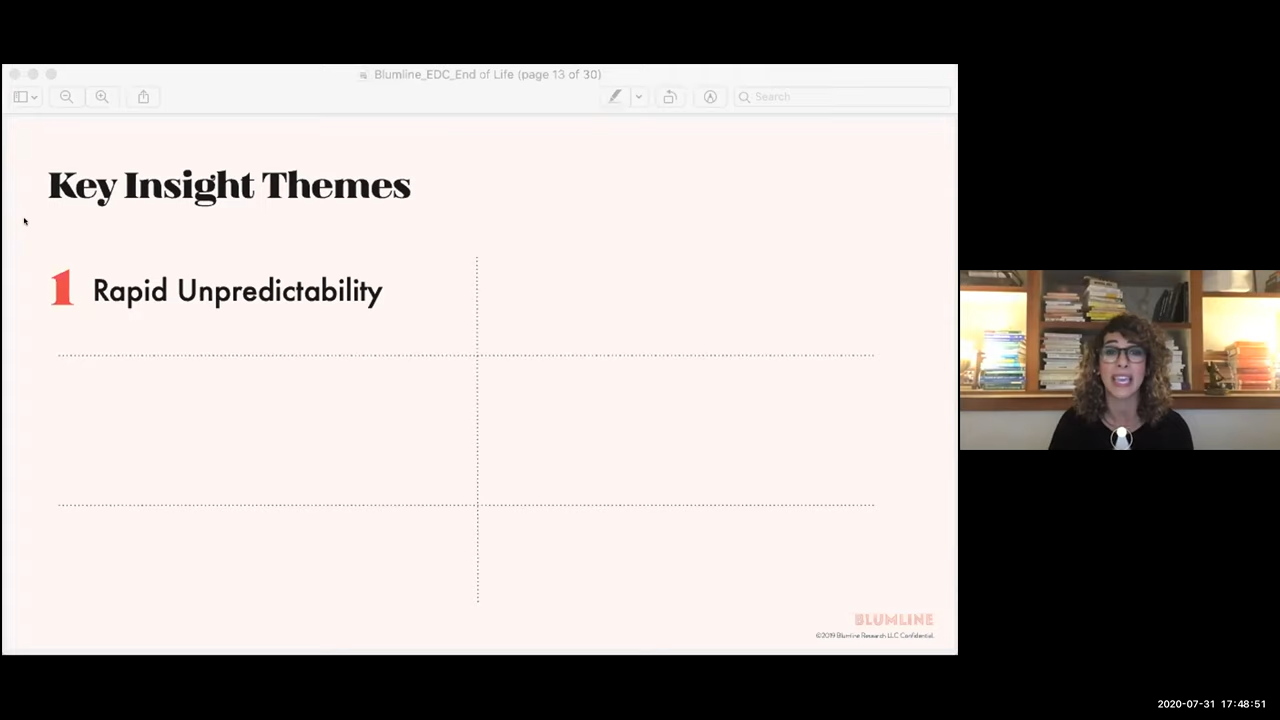 Blumline_EDC_End of Life (page 13 of 30)
Search
Key Insight Themes
1 Rapid Unpredictability
BLUMLINE
©2019 Blumline Research LLC Confidential.
2020-07-31 17:48:51